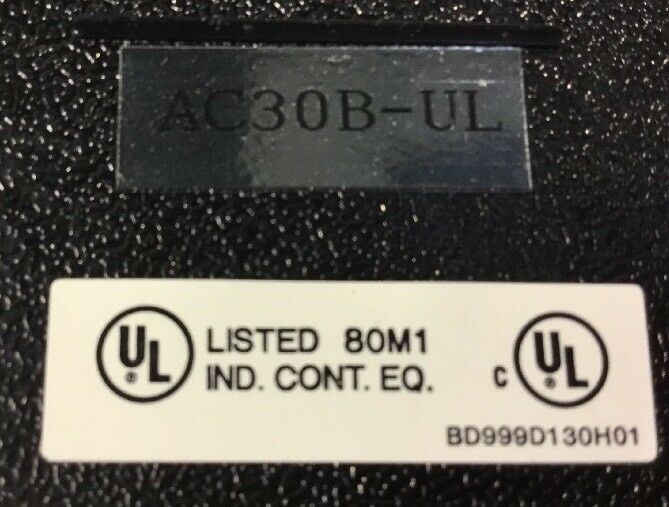 AC30B-UL
UL LISTED 80M1
® IND. CONT. EQ.
C UL ®
BD999D130H01